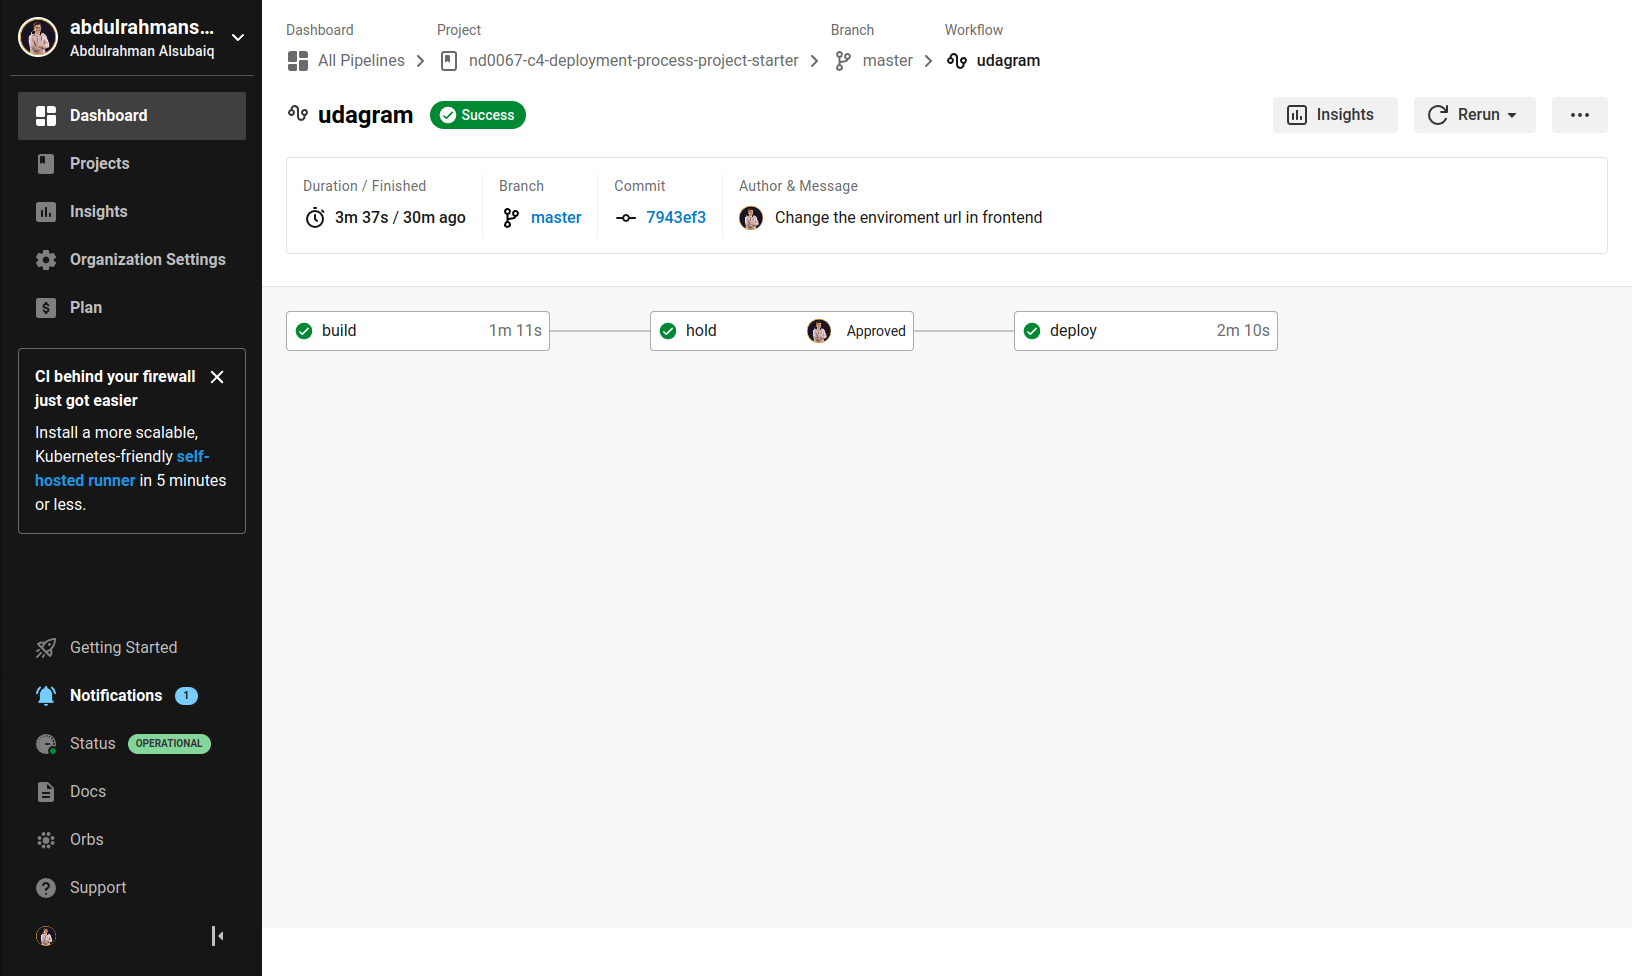 abdulrahmans...
Abdulrahman Alsubaiq
Dashboard
Projects
Insights
Organization Settings
Plan
CI behind your firewall
just got easier
Install a more scalable,
Kubernetes-friendly self-
hosted runner in 5 minutes
or less.
Getting Started
Notifications 1
Status OPERATIONAL
Docs
Orbs
Support
Dashboard Project Branch Workflow
All Pipelines nd0067-c4-deployment-process-project-starter master udagram
udagram Success Insights Rerun
Duration / Finished Branch Commit Author & Message
3m 37s / 30m ago master 7943ef3 Change the enviroment url in frontend
build 1m 11s hold Approved deploy 2m 10s